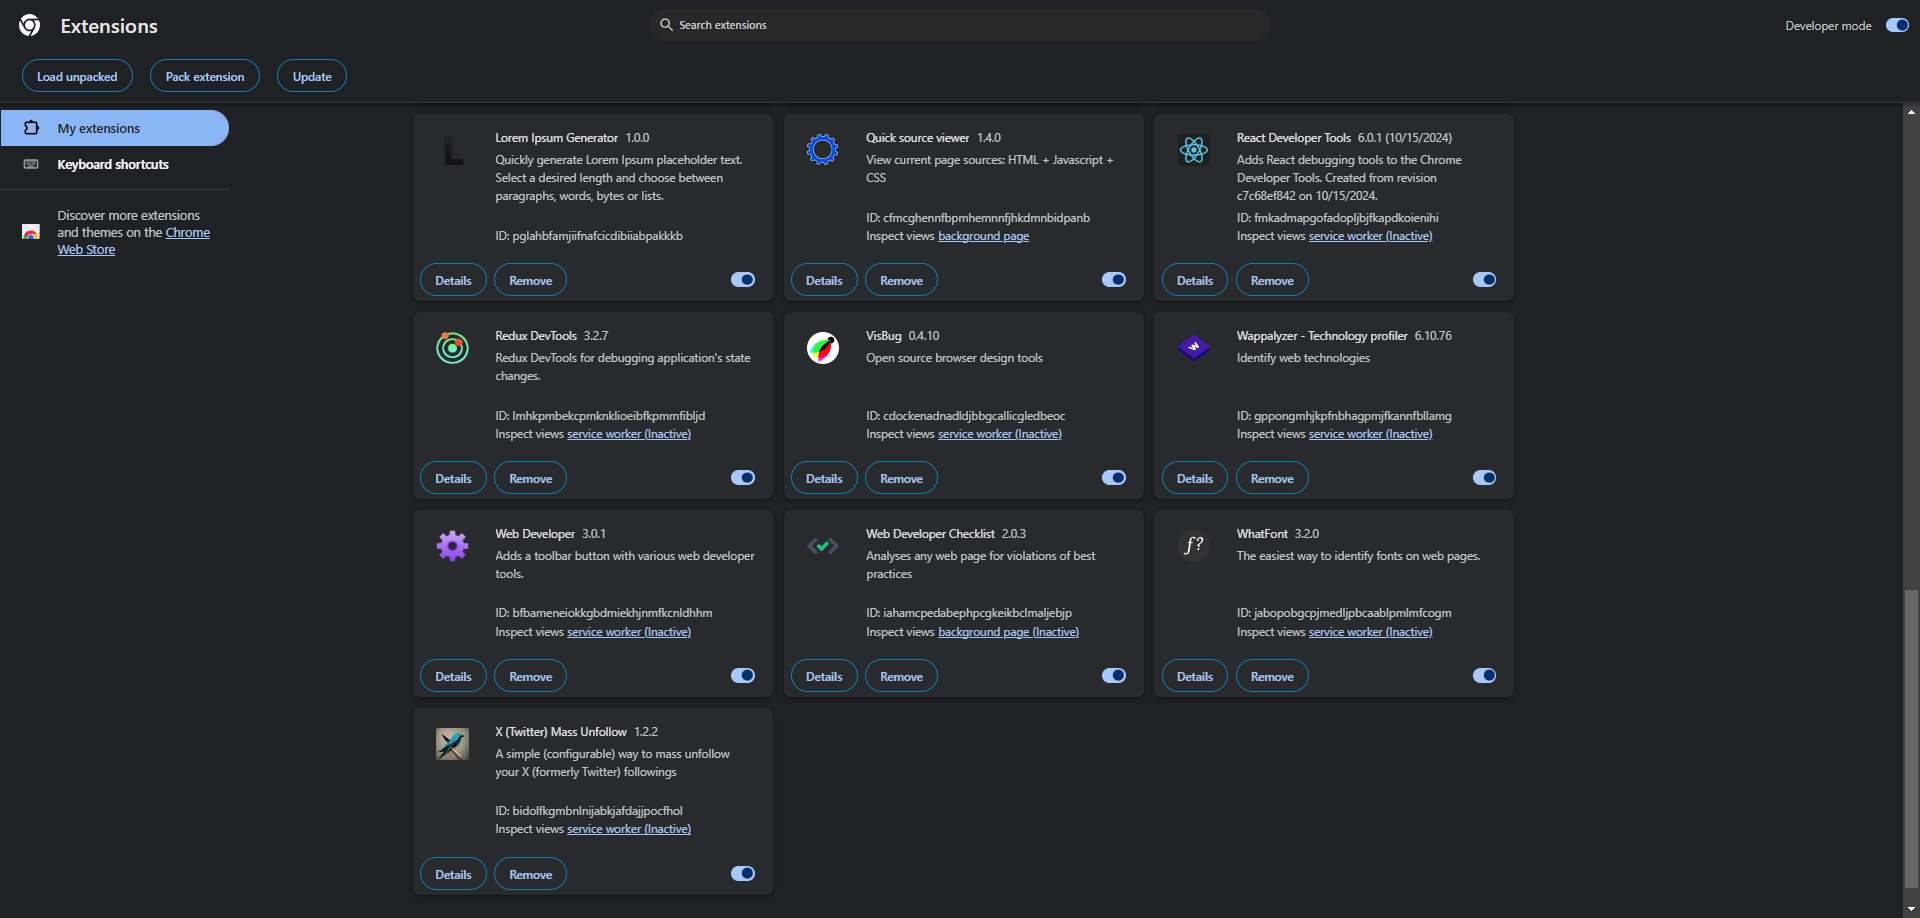 Extensions
Search extensions
Developer mode
Load unpacked
Pack extension
Update
My extensions
Keyboard shortcuts
Discover more extensions
and themes on the Chrome
Web Store
Lorem Ipsum Generator 1.0.0
Quickly generate Lorem Ipsum placeholder text.
Select a desired length and choose between
paragraphs, words, bytes or lists.
ID: pglahbfamjiifnafcicdibiiabpakkkb
Details
Remove
Quick source viewer 1.4.0
View current page sources: HTML + Javascript +
CSS
ID: cfmcghennfbpmhemnnfjhkdmnbidpanb
Inspect views background page
Details
Remove
React Developer Tools 6.0.1 (10/15/2024)
Adds React debugging tools to the Chrome
Developer Tools. Created from revision
c7c68ef842 on 10/15/2024.
ID: fmkadmapgofadopljbjfkapdkoienihi
Inspect views service worker (Inactive)
Details
Remove
Redux DevTools 3.2.7
Redux DevTools for debugging application's state
changes.
ID: lmhkpmbekcpmknklioeibfkpmmfibljd
Inspect views service worker (Inactive)
Details
Remove
VisBug 0.4.10
Open source browser design tools
ID: cdockenadnadldjbbgcallicgledbeoc
Inspect views service worker (Inactive)
Details
Remove
Wappalyzer - Technology profiler 6.10.76
Identify web technologies
ID: gppongmhjkpfnbhagpmjfkannfbllamg
Inspect views service worker (Inactive)
Details
Remove
Web Developer 3.0.1
Adds a toolbar button with various web developer
tools.
ID: bfbameneiokkgbdmiekhjnmfkcnldhhm
Inspect views service worker (Inactive)
Details
Remove
Web Developer Checklist 2.0.3
Analyses any web page for violations of best
practices
ID: iahamcpedabephpcgkeikbclmaljebjp
Inspect views background page (Inactive)
Details
Remove
f?
WhatFont 3.2.0
The easiest way to identify fonts on web pages.
ID: jabopobgcpjmedljpbcaablpmlmfcogm
Inspect views service worker (Inactive)
Details
Remove
X (Twitter) Mass Unfollow 1.2.2
A simple (configurable) way to mass unfollow
your X (formerly Twitter) followings
ID: bidolfkgmbnlnijabkjafdajjpocfhol
Inspect views service worker (Inactive)
Details
Remove